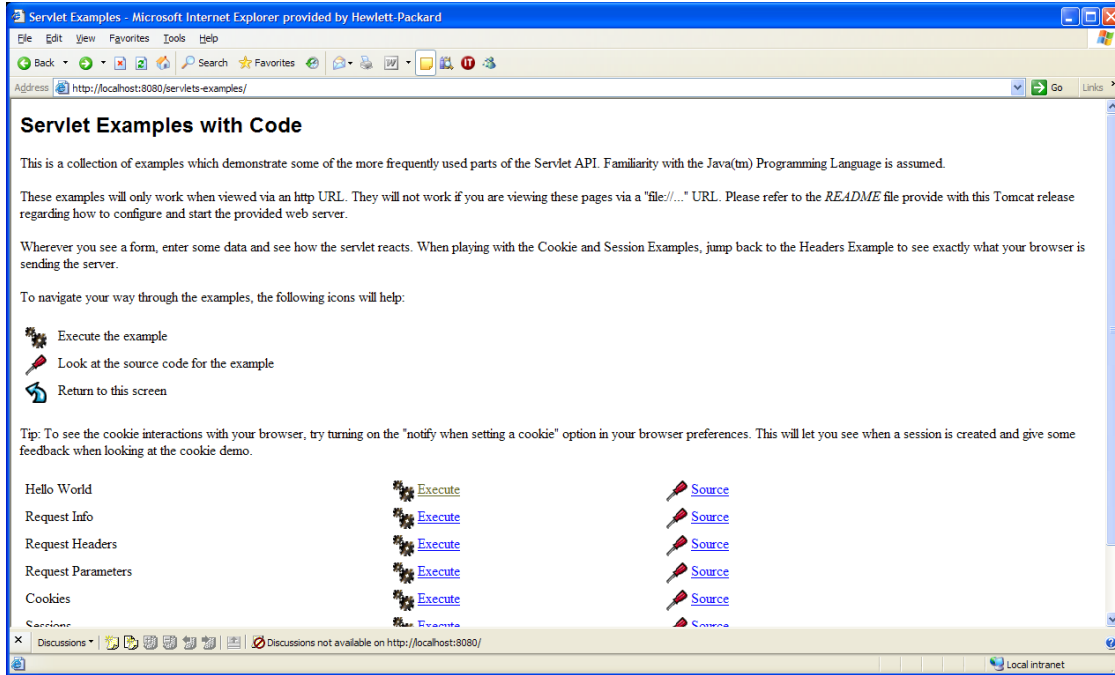 Servlet Examples - Microsoft Internet Explorer provided by Hewlett-Packard
File Edit View Favorites Tools Help
Back Search Favorites
Address http://localhost:8080/servlets-examples/ Go Links
Servlet Examples with Code
This is a collection of examples which demonstrate some of the more frequently used parts of the Servlet API. Familiarity with the Java(tm) Programming Language is assumed.
These examples will only work when viewed via an http URL. They will not work if you are viewing these pages via a "file://..." URL. Please refer to the README file provide with this Tomcat release
regarding how to configure and start the provided web server.
Wherever you see a form, enter some data and see how the servlet reacts. When playing with the Cookie and Session Examples, jump back to the Headers Example to see exactly what your browser is
sending the server.
To navigate your way through the examples, the following icons will help:
Execute the example
Look at the source code for the example
Return to this screen
Tip: To see the cookie interactions with your browser, try turning on the "notify when setting a cookie" option in your browser preferences. This will let you see when a session is created and give some
feedback when looking at the cookie demo.
Hello World Execute Source
Request Info Execute Source
Request Headers Execute Source
Request Parameters Execute Source
Cookies Execute Source
Sessions Execute Source
Discussions Discussions not available on http://localhost:8080/
Local intranet